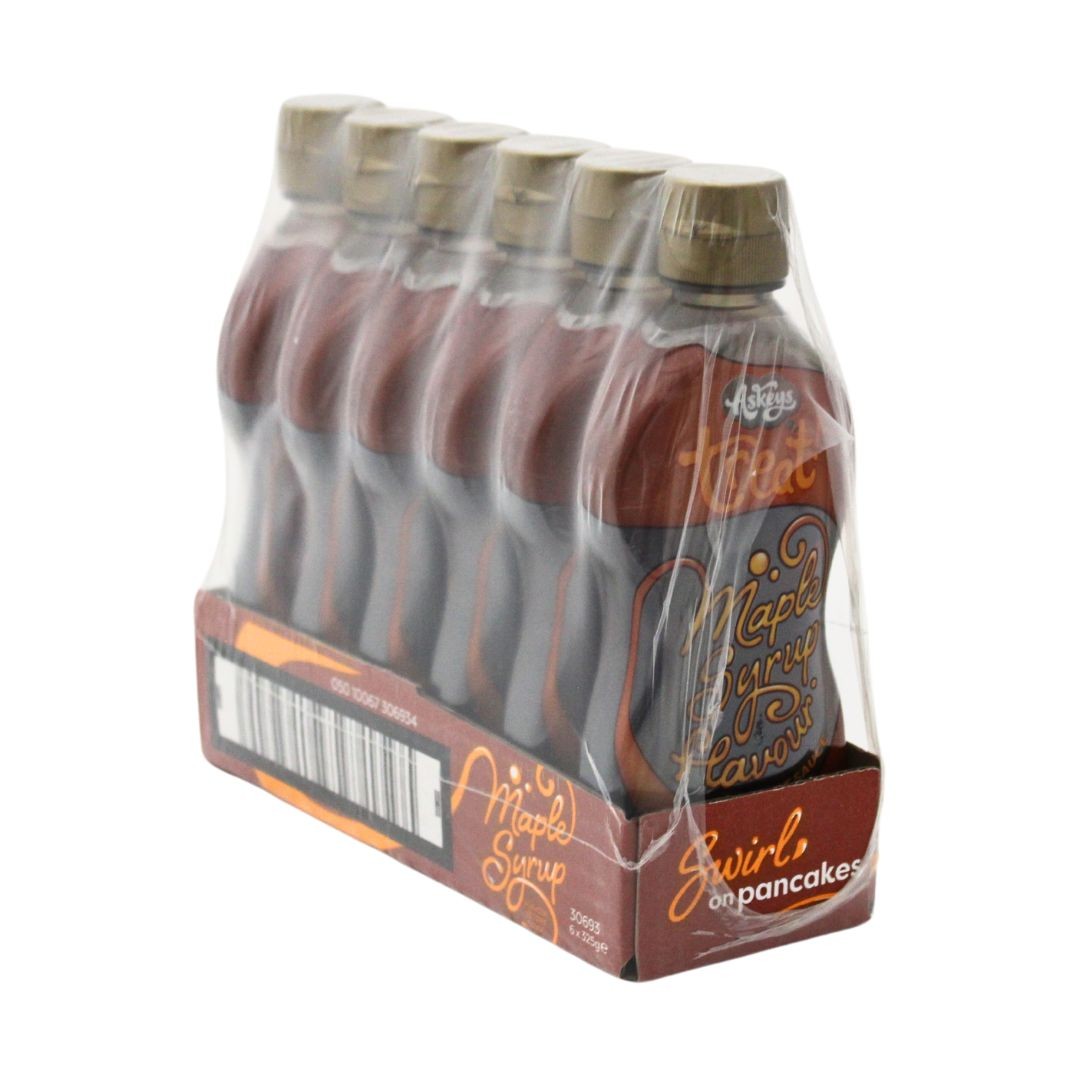 Askeys
treat
Maple
Syrup
flavour
050 10067 306934
Maple
Syrup
30693
6 x 325g e
Swirl
on pancakes